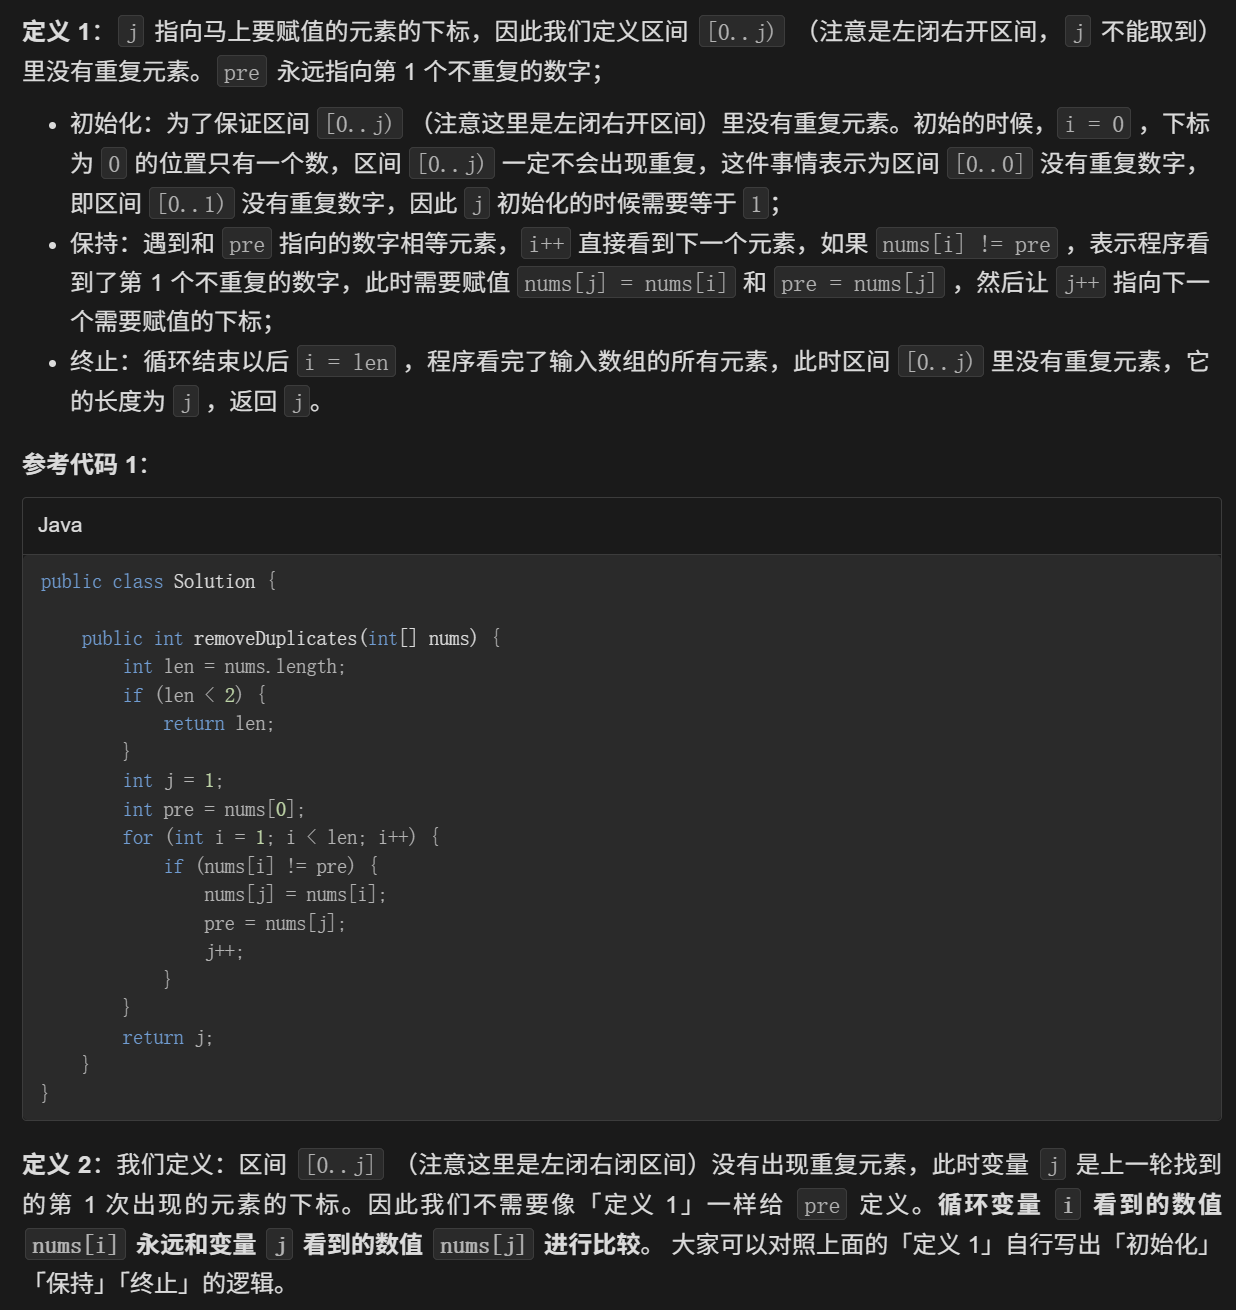 定义 1：j 指向马上要赋值的元素的下标，因此我们定义区间 [0..j) （注意是左闭右开区间，j 不能取到）
里没有重复元素。pre 永远指向第 1 个不重复的数字；
• 初始化：为了保证区间 [0..j) （注意这里是左闭右开区间）里没有重复元素。初始的时候，i = 0，下标
为 0 的位置只有一个数，区间 [0..j) 一定不会出现重复，这件事情表示为区间 [0..0] 没有重复数字，
即区间 [0..1) 没有重复数字，因此 j 初始化的时候需要等于 1；
• 保持：遇到和 pre 指向的数字相等元素，i++ 直接看到下一个元素，如果 nums[i] != pre，表示程序看
到了第 1 个不重复的数字，此时需要赋值 nums[j] = nums[i] 和 pre = nums[j]，然后让 j++ 指向下一
个需要赋值的下标；
• 终止：循环结束以后 i = len，程序看完了输入数组的所有元素，此时区间 [0..j) 里没有重复元素，它
的长度为 j，返回 j。
参考代码 1：
Java
public class Solution {
    public int removeDuplicates(int[] nums) {
        int len = nums.length;
        if (len < 2) {
            return len;
        }
        int j = 1;
        int pre = nums[0];
        for (int i = 1; i < len; i++) {
            if (nums[i] != pre) {
                nums[j] = nums[i];
                pre = nums[j];
                j++;
            }
        }
        return j;
    }
}
定义 2：我们定义：区间 [0..j] （注意这里是左闭右闭区间）没有出现重复元素，此时变量 j 是上一轮找到
的第 1 次出现的元素的下标。因此我们不需要像「定义 1」一样给 pre 定义。循环变量 i 看到的数值
nums[i] 永远和变量 j 看到的数值 nums[j] 进行比较。 大家可以对照上面的「定义 1」自行写出「初始化」
「保持」「终止」的逻辑。